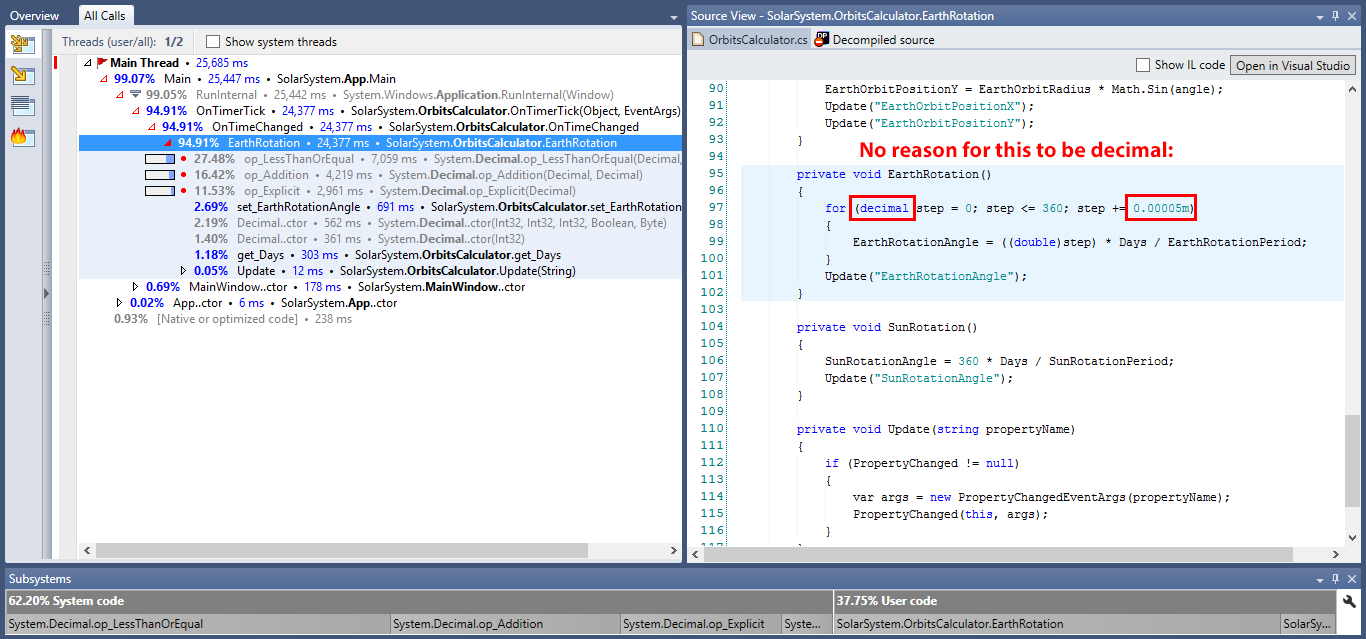 Overview
All Calls
Threads (user/all): 1/2
Show system threads
Main Thread • 25,685 ms
99.07% Main • 25,447 ms • SolarSystem.App.Main
99.05% RunInternal • 25,442 ms • System.Windows.Application.RunInternal(Window)
94.91% OnTimerTick • 24,377 ms • SolarSystem.OrbitsCalculator.OnTimerTick(Object, EventArgs)
94.91% OnTimeChanged • 24,377 ms • SolarSystem.OrbitsCalculator.OnTimeChanged
94.91% EarthRotation • 24,377 ms • SolarSystem.OrbitsCalculator.EarthRotation
27.48% op_LessThanOrEqual • 7,059 ms • System.Decimal.op_LessThanOrEqual(Decimal,
16.42% op_Addition • 4,219 ms • System.Decimal.op_Addition(Decimal, Decimal)
11.53% op_Explicit • 2,961 ms • System.Decimal.op_Explicit(Decimal)
2.69% set_EarthRotationAngle • 691 ms • SolarSystem.OrbitsCalculator.set_EarthRotation
2.19% Decimal..ctor • 562 ms • System.Decimal..ctor(Int32, Int32, Int32, Boolean, Byte)
1.40% Decimal..ctor • 361 ms • System.Decimal..ctor(Int32)
1.18% get_Days • 303 ms • SolarSystem.OrbitsCalculator.get_Days
0.05% Update • 12 ms • SolarSystem.OrbitsCalculator.Update(String)
0.69% MainWindow..ctor • 178 ms • SolarSystem.MainWindow..ctor
0.02% App..ctor • 6 ms • SolarSystem.App..ctor
0.93% [Native or optimized code] • 238 ms
Source View - SolarSystem.OrbitsCalculator.EarthRotation
OrbitsCalculator.cs
DP Decompiled source
Show IL code
Open in Visual Studio
90 EarthOrbitPositionY = EarthOrbitRadius * Math.Sin(angle);
91 Update("EarthOrbitPositionX");
92 Update("EarthOrbitPositionY");
93 }
94
No reason for this to be decimal:
95 private void EarthRotation()
96 {
97 for (decimal step = 0; step <= 360; step += 0.00005m)
98 {
99 EarthRotationAngle = ((double)step) * Days / EarthRotationPeriod;
100 }
101 Update("EarthRotationAngle");
102 }
103
104 private void SunRotation()
105 {
106 SunRotationAngle = 360 * Days / SunRotationPeriod;
107 Update("SunRotationAngle");
108 }
109
110 private void Update(string propertyName)
111 {
112 if (PropertyChanged != null)
113 {
114 var args = new PropertyChangedEventArgs(propertyName);
115 PropertyChanged(this, args);
116 }
117 }
Subsystems
62.20% System code
37.75% User code
System.Decimal.op_LessThanOrEqual
System.Decimal.op_Addition
System.Decimal.op_Explicit
Syste...
SolarSystem.OrbitsCalculator.EarthRotation
SolarSy...